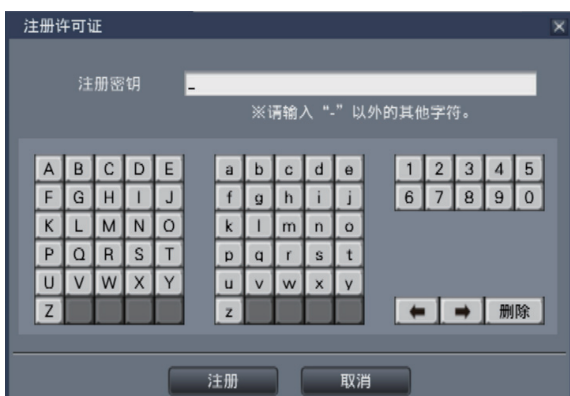 注册许可证
注册密钥 _
※请输入“-”以外的其他字符。
A B C D E a b c d e 1 2 3 4 5
F G H I J f g h i j 6 7 8 9 0
K L M N O k l m n o
P Q R S T p q r s t
U V W X Y u v w x y
Z z ← → 删除
注册 取消